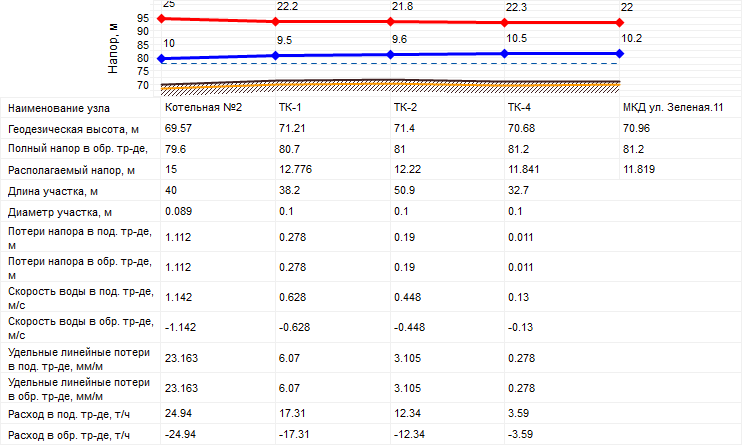 25 22.2 21.8 22.3 22
95
90
85
80
75
70
Напор, м
10 9.5 9.6 10.5 10.2
Наименование узла Котельная №2 ТК-1 ТК-2 ТК-4 МКД ул. Зеленая.11
Геодезическая высота, м 69.57 71.21 71.4 70.68 70.96
Полный напор в обр. тр-де, 79.6 80.7 81 81.2 81.2
Располагаемый напор, м 15 12.776 12.22 11.841 11.819
Длина участка, м 40 38.2 50.9 32.7
Диаметр участка, м 0.089 0.1 0.1 0.1
Потери напора в под. тр-де,
м 1.112 0.278 0.19 0.011
Потери напора в обр. тр-де,
м 1.112 0.278 0.19 0.011
Скорость воды в под. тр-де,
м/с 1.142 0.628 0.448 0.13
Скорость воды в обр. тр-де,
м/с -1.142 -0.628 -0.448 -0.13
Удельные линейные потери
в под. тр-де, мм/м 23.163 6.07 3.105 0.278
Удельные линейные потери
в обр. тр-де, мм/м 23.163 6.07 3.105 0.278
Расход в под. тр-де, т/ч 24.94 17.31 12.34 3.59
Расход в обр. тр-де, т/ч -24.94 -17.31 -12.34 -3.59